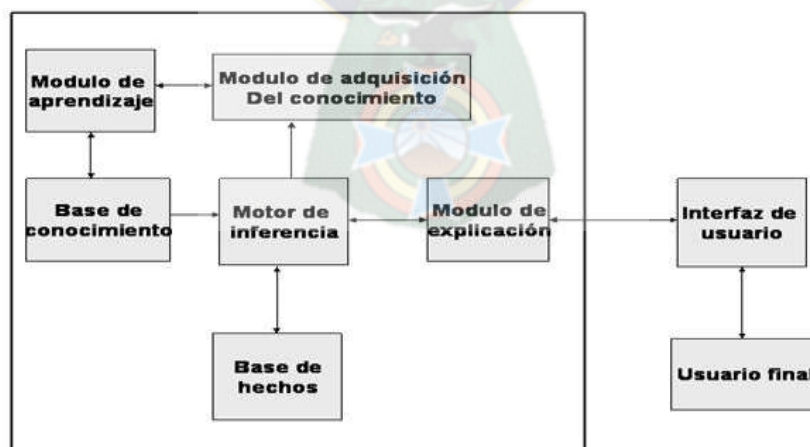 Modulo de
aprendizaje
Modulo de adquisición
Del conocimiento
Base de
conocimiento
Motor de
inferencia
Modulo de
explicación
Interfaz de
usuario
Base de
hechos
Usuario final